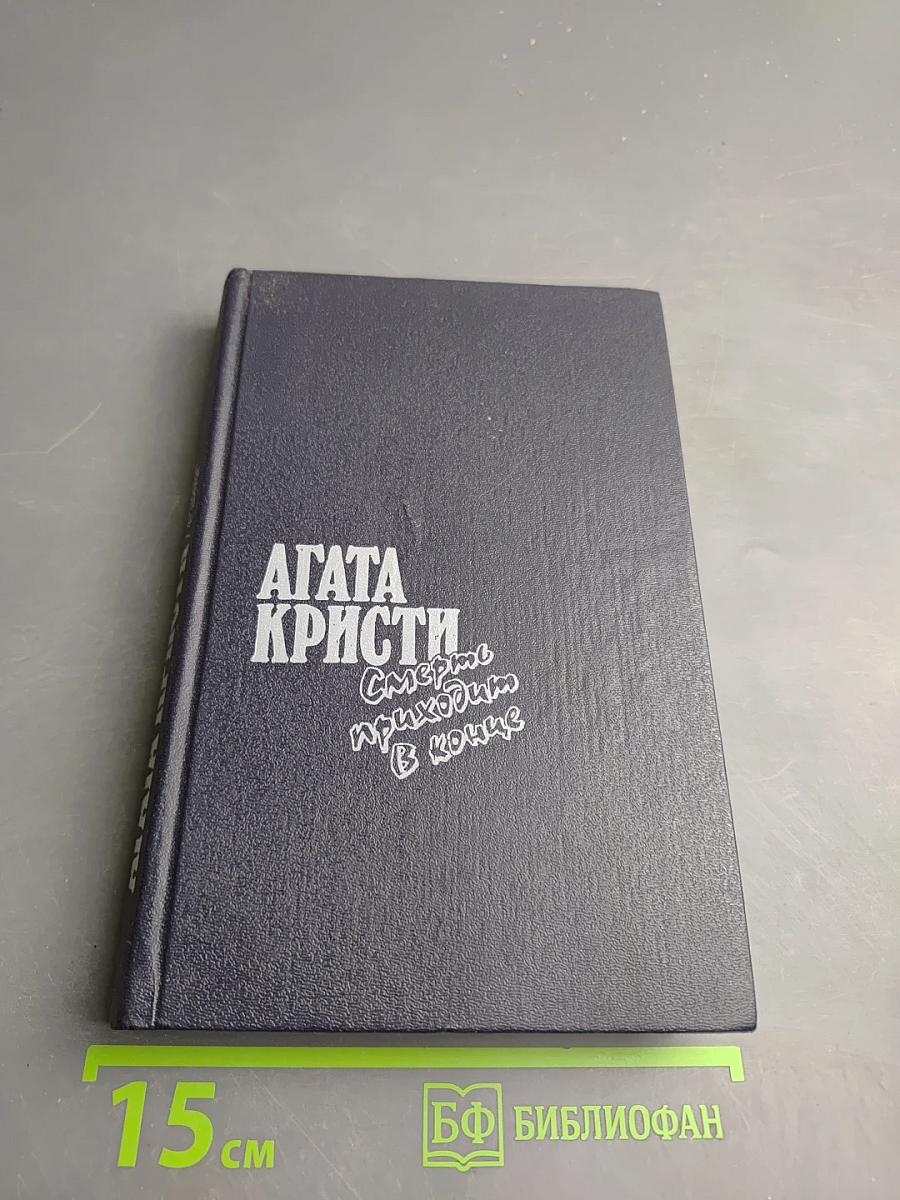 АГАТА
КРИСТИ
Смерть
приходит
в конце
15 см
БФ БИБЛИОФАН